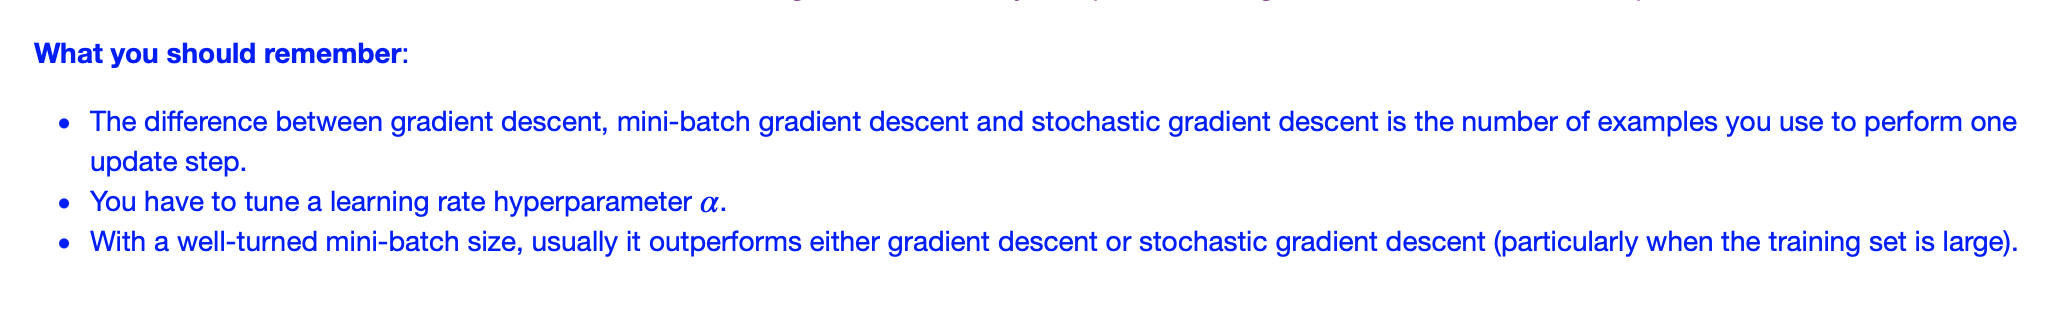 What you should remember:
• The difference between gradient descent, mini-batch gradient descent and stochastic gradient descent is the number of examples you use to perform one
update step.
• You have to tune a learning rate hyperparameter α.
• With a well-turned mini-batch size, usually it outperforms either gradient descent or stochastic gradient descent (particularly when the training set is large).